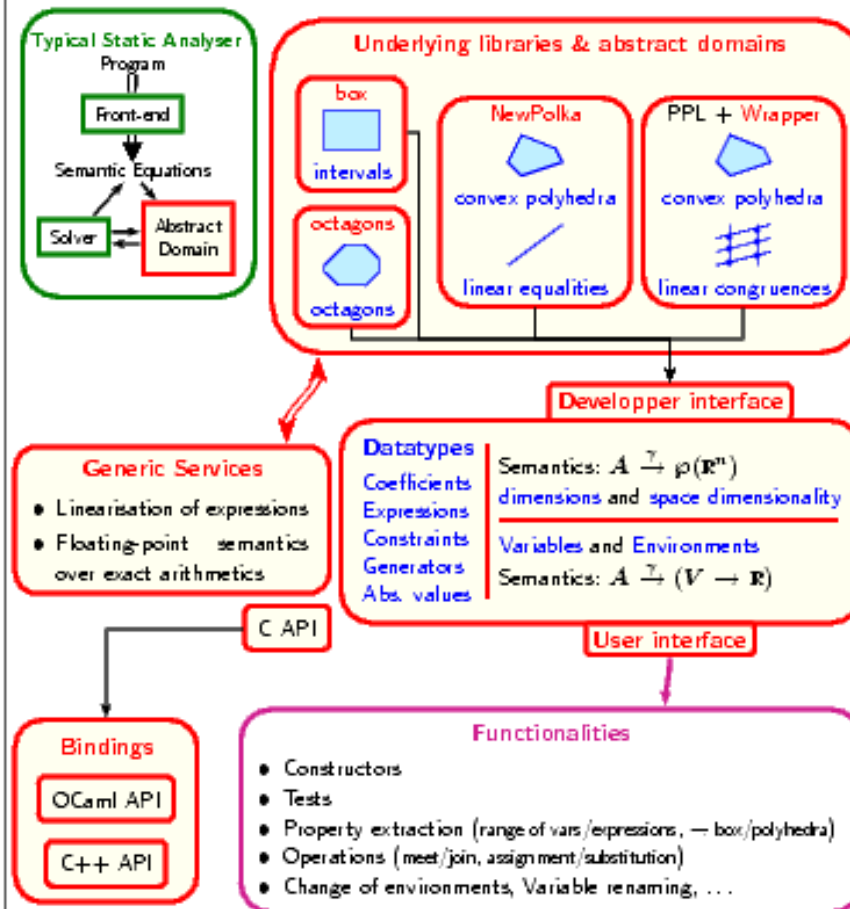 Typical Static Analyser
Program
Front-end
Semantic Equations
Solver
Abstract
Domain
Underlying libraries & abstract domains
box
intervals
octagons
octagons
NewPolka
convex polyhedra
linear equalities
PPL + Wrapper
convex polyhedra
linear congruences
Developper interface
Generic Services
● Linearisation of expressions
● Floating-point semantics
over exact arithmetics
Datatypes
Coefficients
Expressions
Constraints
Generators
Abs. values
Semantics: A →γ ℘(ℝⁿ)
dimensions and space dimensionality
Variables and Environments
Semantics: A →γ (V → ℝ)
User interface
C API
Bindings
OCaml API
C++ API
Functionalities
● Constructors
● Tests
● Property extraction (range of vars/expressions, → box/polyhedra)
● Operations (meet/join, assignment/substitution)
● Change of environments, Variable renaming, ...